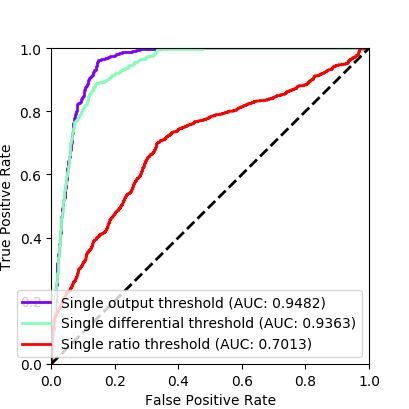 1.0
0.8
0.6
0.4
0.2
0.0
True Positive Rate
Single output threshold (AUC: 0.9482)
Single differential threshold (AUC: 0.9363)
Single ratio threshold (AUC: 0.7013)
0.0 0.2 0.4 0.6 0.8 1.0
False Positive Rate